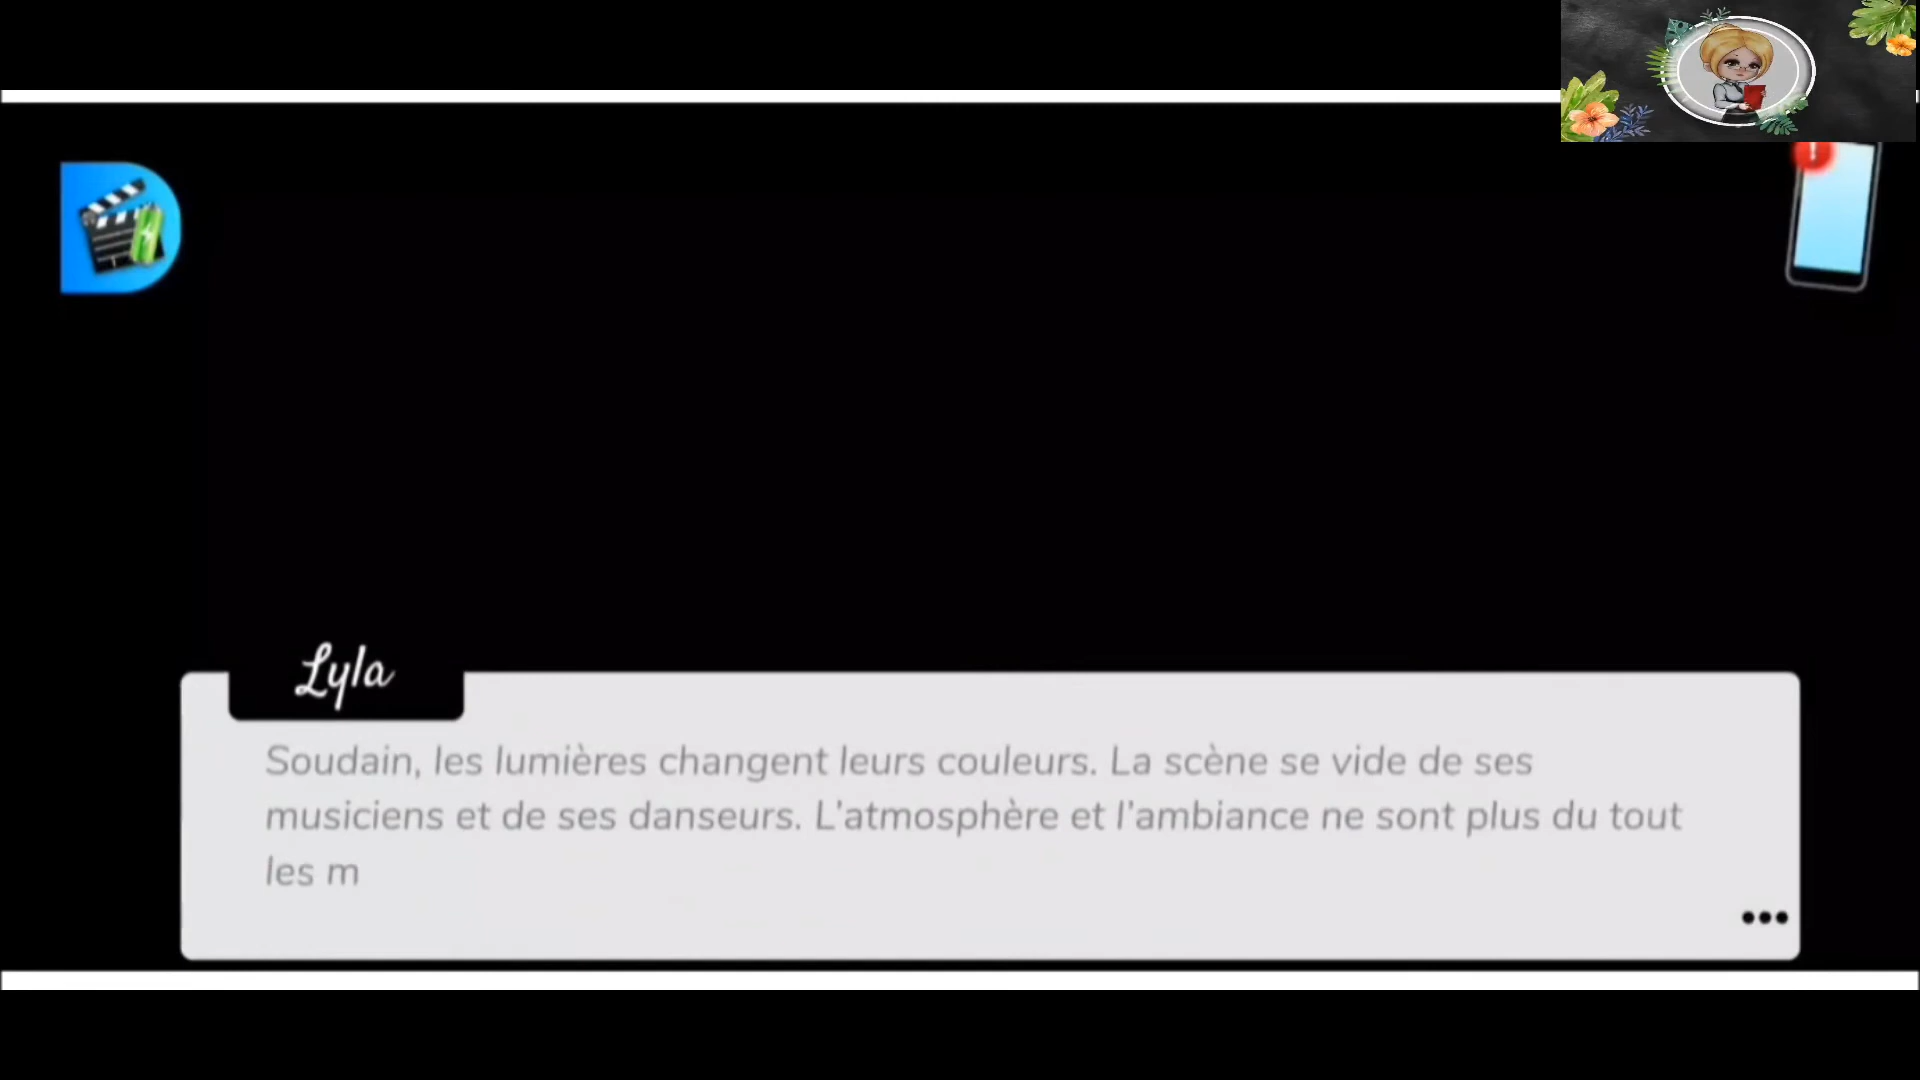 Lyla
Soudain, les lumières changent leurs couleurs. La scène se vide de ses
musiciens et de ses danseurs. L'atmosphère et l'ambiance ne sont plus du tout
les m